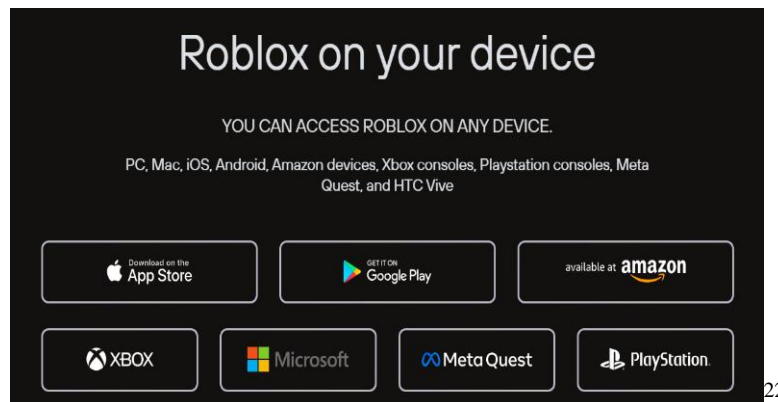 Roblox on your device
YOU CAN ACCESS ROBLOX ON ANY DEVICE.
PC, Mac, iOS, Android, Amazon devices, Xbox consoles, Playstation consoles, Meta
Quest, and HTC Vive
Download on the
App Store
GET IT ON
Google Play
available at amazon
XBOX
Microsoft
Meta Quest
PlayStation.